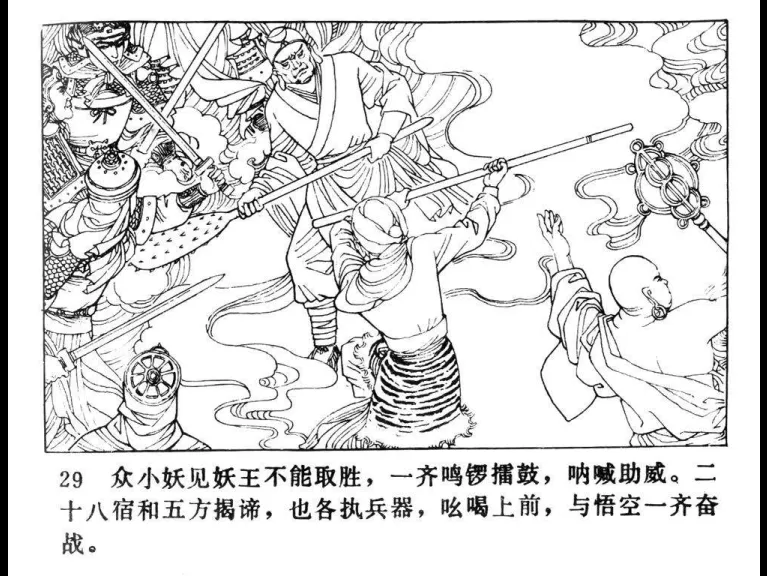 29 众小妖见妖王不能取胜，一齐鸣锣擂鼓，呐喊助威。二
十八宿和五方揭谛，也各执兵器，吆喝上前，与悟空一齐奋
战。